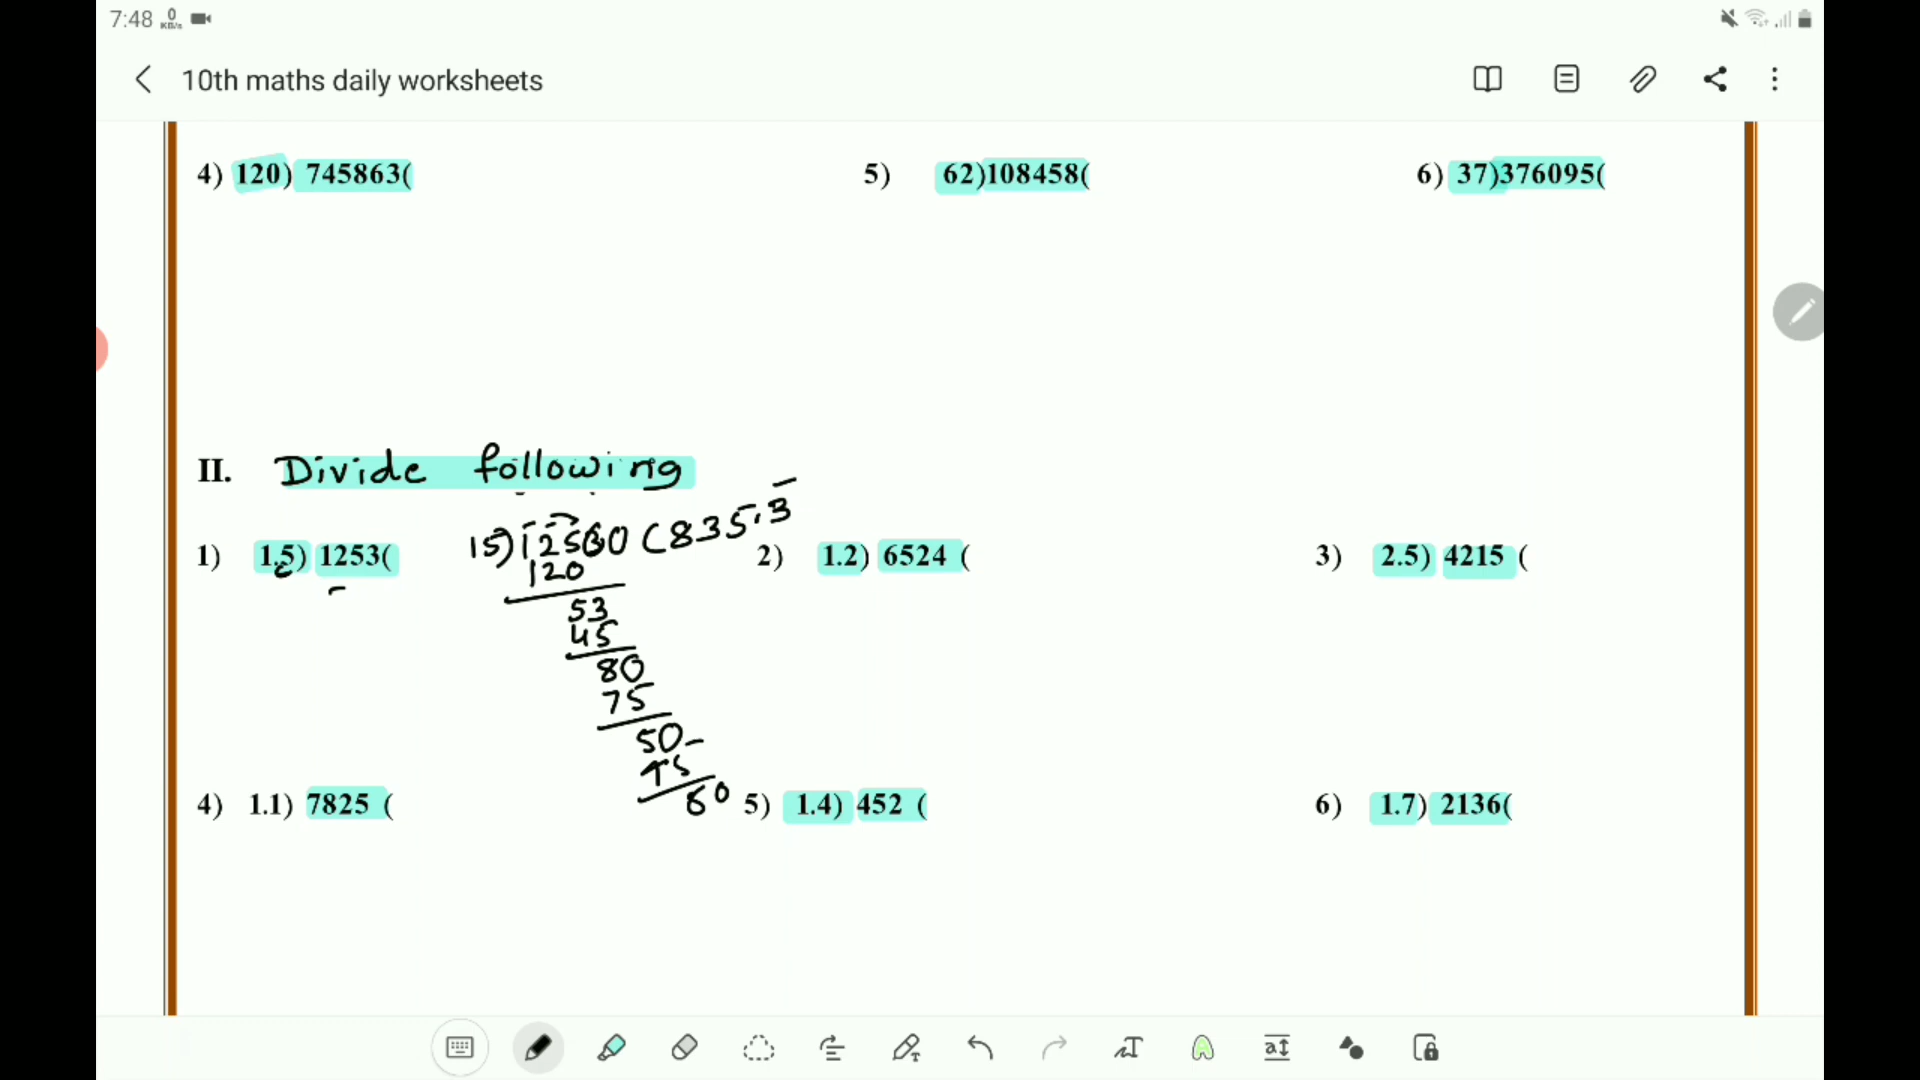 7:48 0 KB/s
10th maths daily worksheets
4) 120) 745863(
5) 62)108458(
6) 37)376095(
II. Divide following
15)12530 (835.3
1) 1.5) 1253(
2) 1.2) 6524 (
3) 2.5) 4215 (
120
53
45
80
75
50
45
4) 1.1) 7825 (
5) 1.4) 452 (
6) 1.7) 2136(